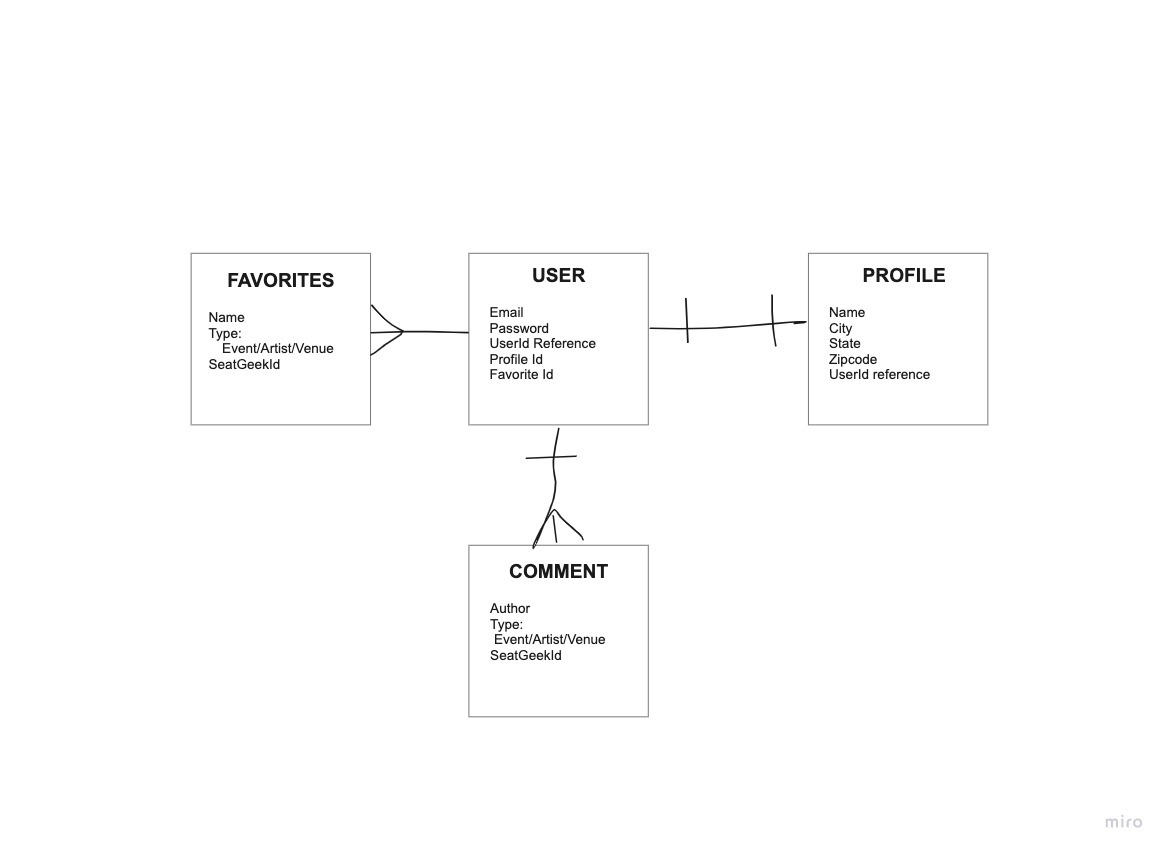 FAVORITES
Name
Type:
Event/Artist/Venue
SeatGeekId
USER
Email
Password
UserId Reference
Profile Id
Favorite Id
PROFILE
Name
City
State
Zipcode
UserId reference
COMMENT
Author
Type:
Event/Artist/Venue
SeatGeekId
miro